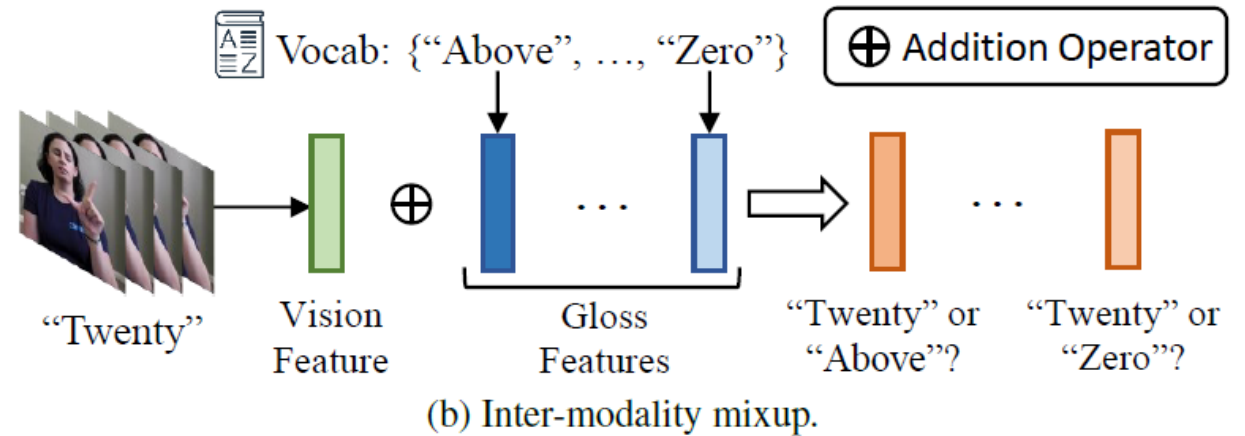 Vocab: {“Above”, …, “Zero”}
⊕ Addition Operator
“Twenty”
Vision
Feature
⊕
…
Gloss
Features
…
“Twenty” or
“Above”?
“Twenty” or
“Zero”?
(b) Inter-modality mixup.